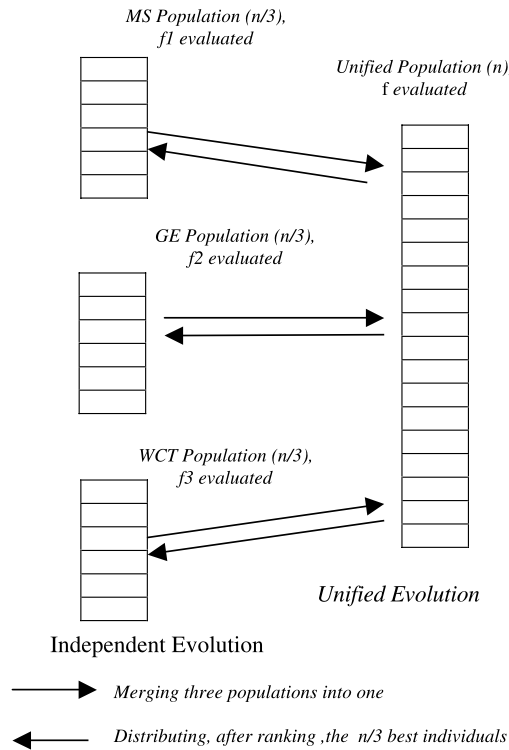 MS Population (n/3),
f1 evaluated
Unified Population (n)
f evaluated
GE Population (n/3),
f2 evaluated
WCT Population (n/3),
f3 evaluated
Unified Evolution
Independent Evolution
Merging three populations into one
Distributing, after ranking ,the n/3 best individuals